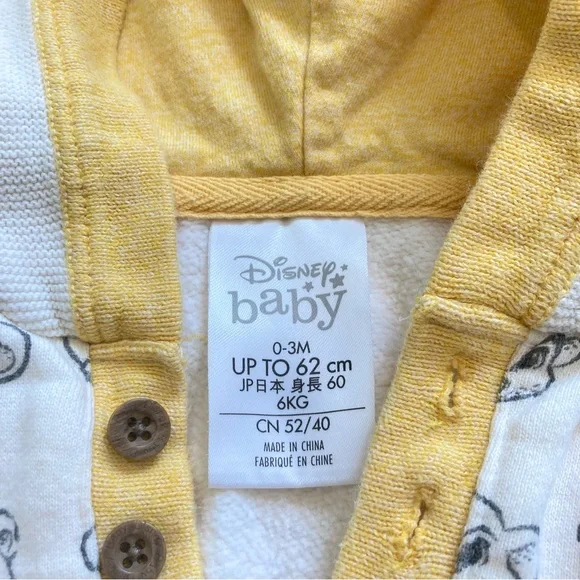 Disney
baby
0-3M
UP TO 62 cm
JP日本 身長 60
6KG
CN 52/40
MADE IN CHINA
FABRIQUÉ EN CHINE